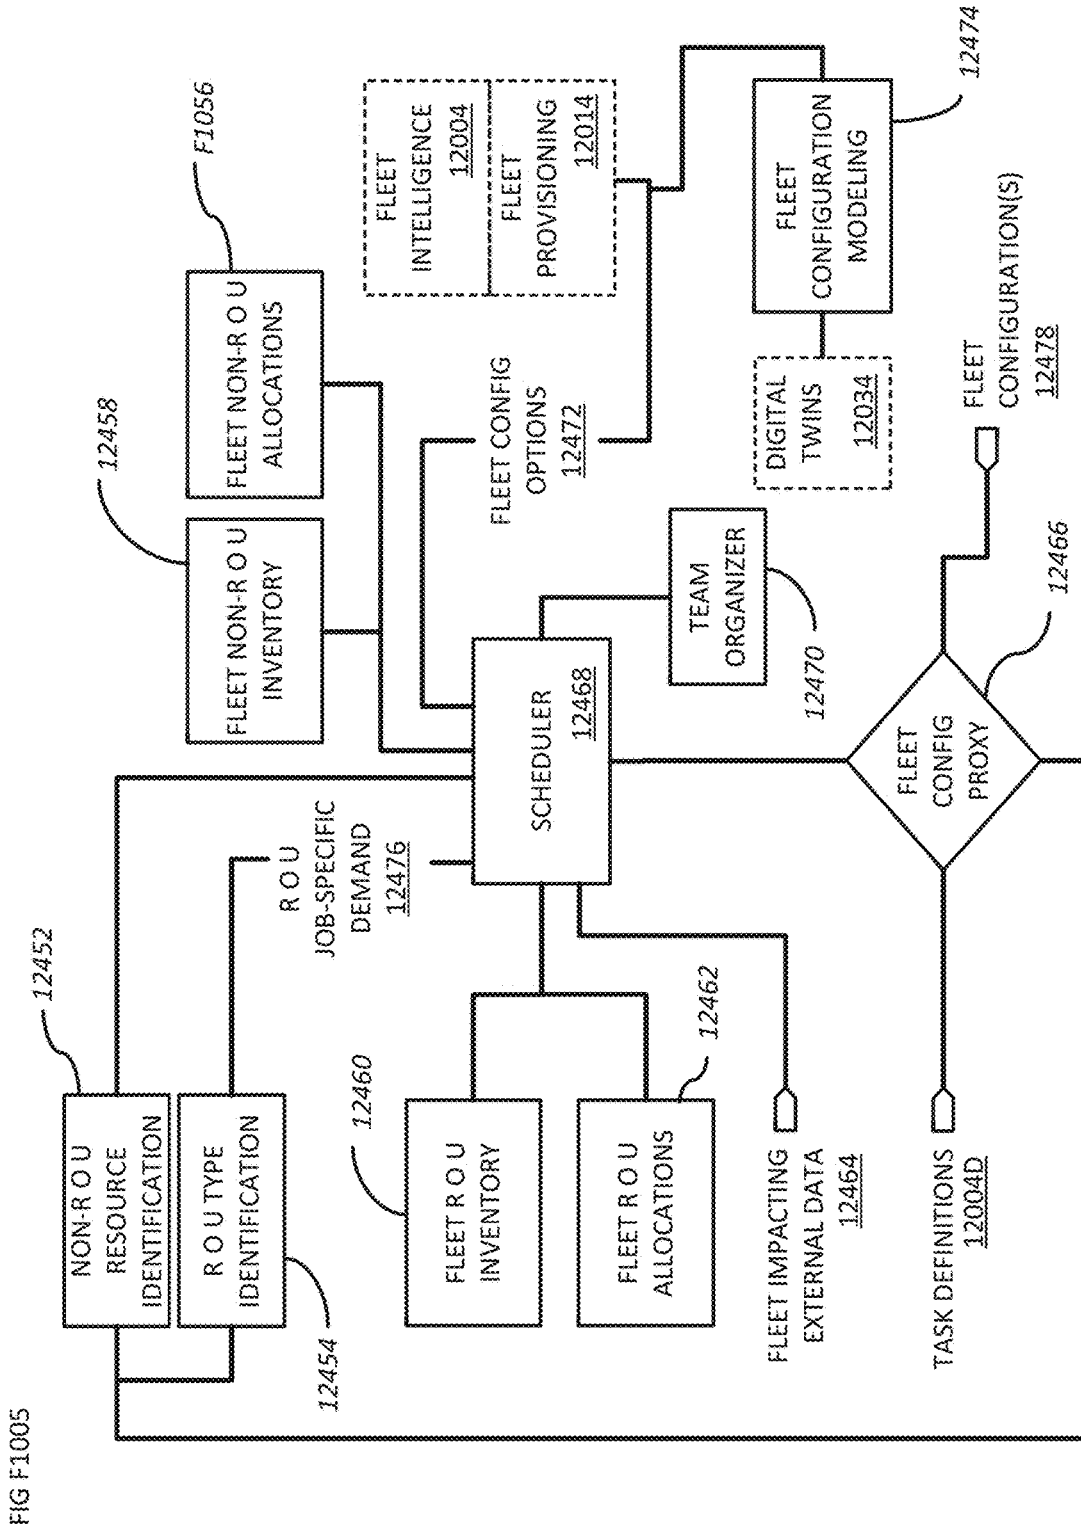 FIG F1005
NON-R O U
RESOURCE
IDENTIFICATION
12452
R O U TYPE
IDENTIFICATION
12454
R O U
JOB-SPECIFIC
DEMAND
12476
FLEET NON-R O U
INVENTORY
12458
FLEET NON-R O U
ALLOCATIONS
F1056
FLEET R O U
INVENTORY
12460
FLEET R O U
ALLOCATIONS
12462
SCHEDULER
12468
FLEET CONFIG
OPTIONS
12472
FLEET
INTELLIGENCE
12004
FLEET
PROVISIONING
12014
TEAM
ORGANIZER
12470
DIGITAL
TWINS
12034
FLEET
CONFIGURATION
MODELING
12474
FLEET IMPACTING
EXTERNAL DATA
12464
TASK DEFINITIONS
12004D
FLEET
CONFIG
PROXY
12466
FLEET
CONFIGURATION(S)
12478